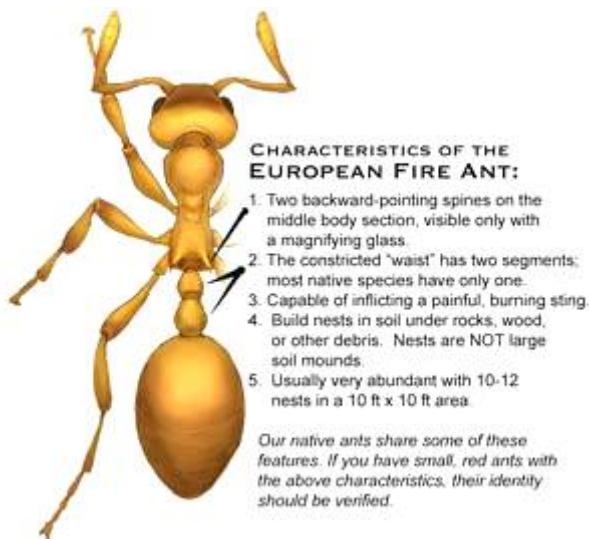 CHARACTERISTICS OF THE
EUROPEAN FIRE ANT:
1. Two backward-pointing spines on the
middle body section, visible only with
a magnifying glass.
2. The constricted "waist" has two segments;
most native species have only one.
3. Capable of inflicting a painful, burning sting.
4. Build nests in soil under rocks, wood,
or other debris. Nests are NOT large
soil mounds.
5. Usually very abundant with 10-12
nests in a 10 ft x 10 ft area.
Our native ants share some of these
features. If you have small, red ants with
the above characteristics, their identity
should be verified.